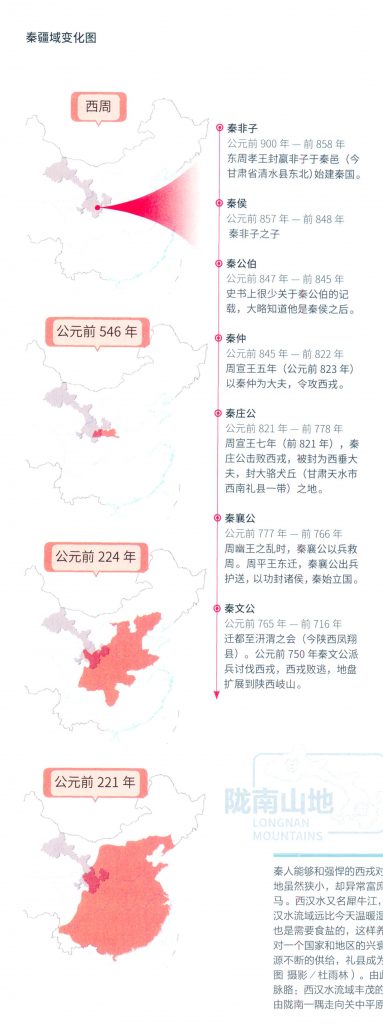 秦疆域变化图
西周
公元前 546 年
公元前 224 年
公元前 221 年
秦非子
公元前 900 年 — 前 858 年
东周孝王封嬴非子于秦邑（今
甘肃省清水县东北）始建秦国。
秦侯
公元前 857 年 — 前 848 年
秦非子之子
秦公伯
公元前 847 年 — 前 845 年
史书上很少关于秦公伯的记
载，大略知道他是秦侯之后。
秦仲
公元前 845 年 — 前 822 年
周宣王五年（公元前 823 年）
以秦仲为大夫，令攻西戎。
秦庄公
公元前 821 年 — 前 778 年
周宣王七年（前 821 年），秦
庄公击败西戎，被封为西垂大
夫，封大骆犬丘（甘肃天水市
西南礼县一带）之地。
秦襄公
公元前 777 年 — 前 766 年
周幽王之乱时，秦襄公以兵救
周。周平王东迁，秦襄公出兵
护送，以功封诸侯，秦始立国。
秦文公
公元前 765 年 — 前 716 年
迁都至汧渭之会（今陕西凤翔
县）。公元前 750 年秦文公派
兵讨伐西戎，西戎败逃，地盘
扩展到陕西岐山。
陇南山地
LONGNAN
MOUNTAINS
秦人能够和强悍的西戎对
地虽然狭小，却异常富庶
马。西汉水又名犀牛江，
汉水流域远比今天温暖湿
也是需要食盐的，这样养
对一个国家和地区的兴衰
源不断的供给，礼县成为
图 摄影／杜雨林）。由此
脉胳；西汉水流域丰茂的
由陇南一隅走向关中平原